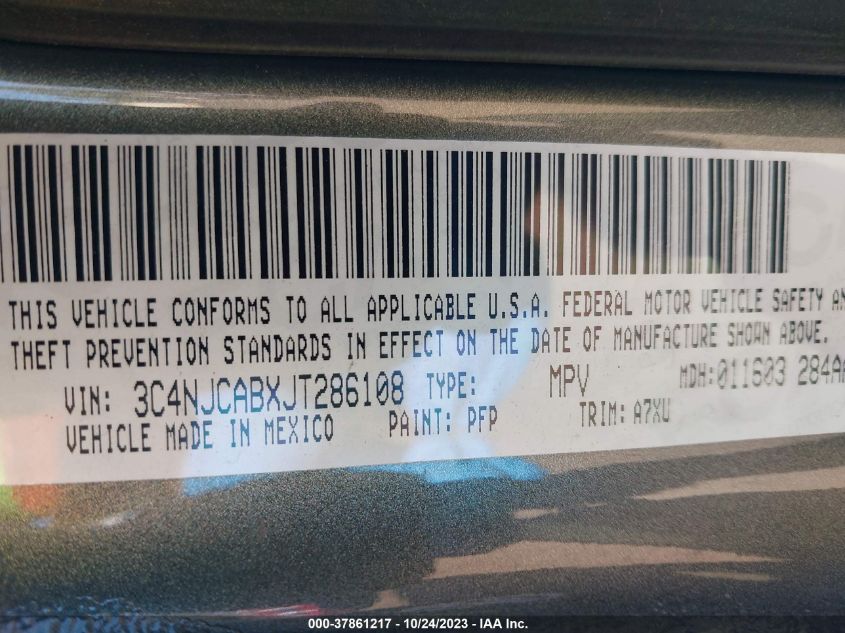 THIS VEHICLE CONFORMS TO ALL APPLICABLE U.S.A. FEDERAL MOTOR VEHICLE SAFETY AN
THEFT PREVENTION STANDARDS IN EFFECT ON THE DATE OF MANUFACTURE SHOWN ABOVE.
VIN: 3C4NJCABXJT286108 TYPE: MPV MDH:011603 284AA
VEHICLE MADE IN MEXICO PAINT: PFP TRIM: A7XU
000-37861217 - 10/24/2023 - IAA Inc.